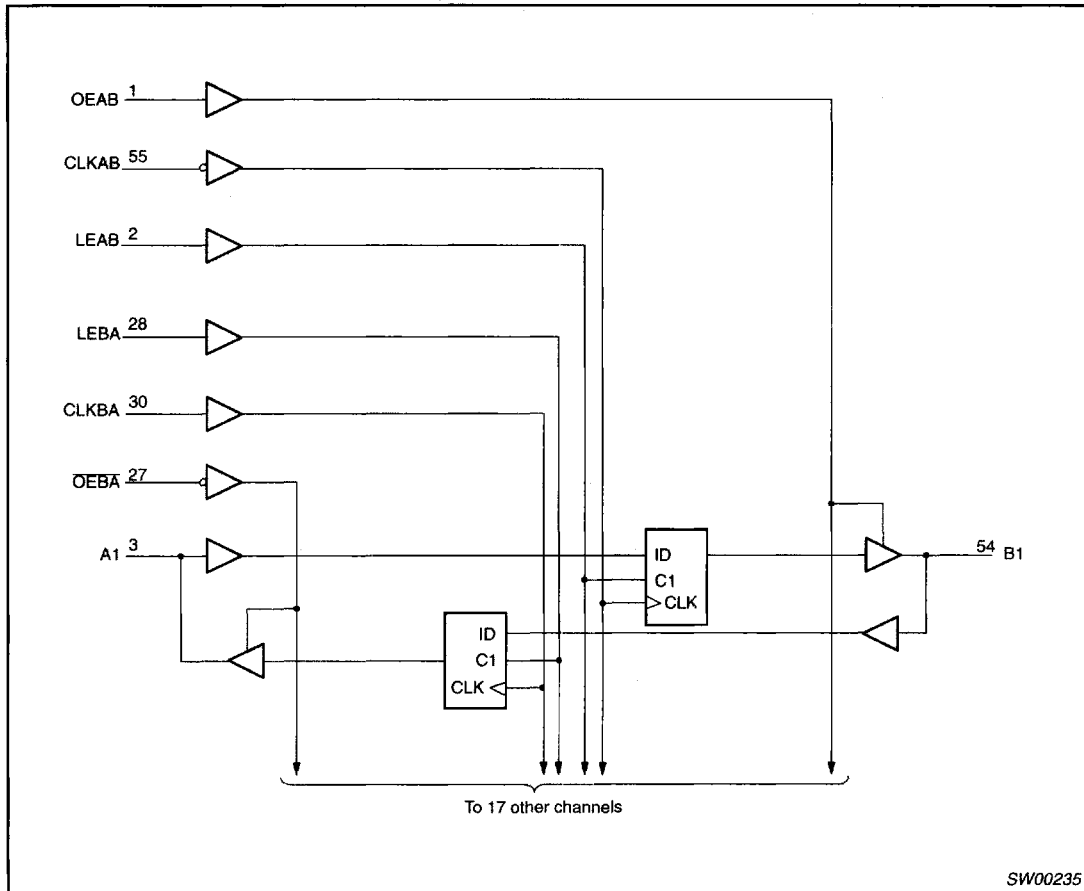 OEAB 1
CLKAB 55
LEAB 2
LEBA 28
CLKBA 30
OEBA 27
A1 3
ID
C1
CLK
54 B1
ID
C1
CLK
To 17 other channels
SW00235